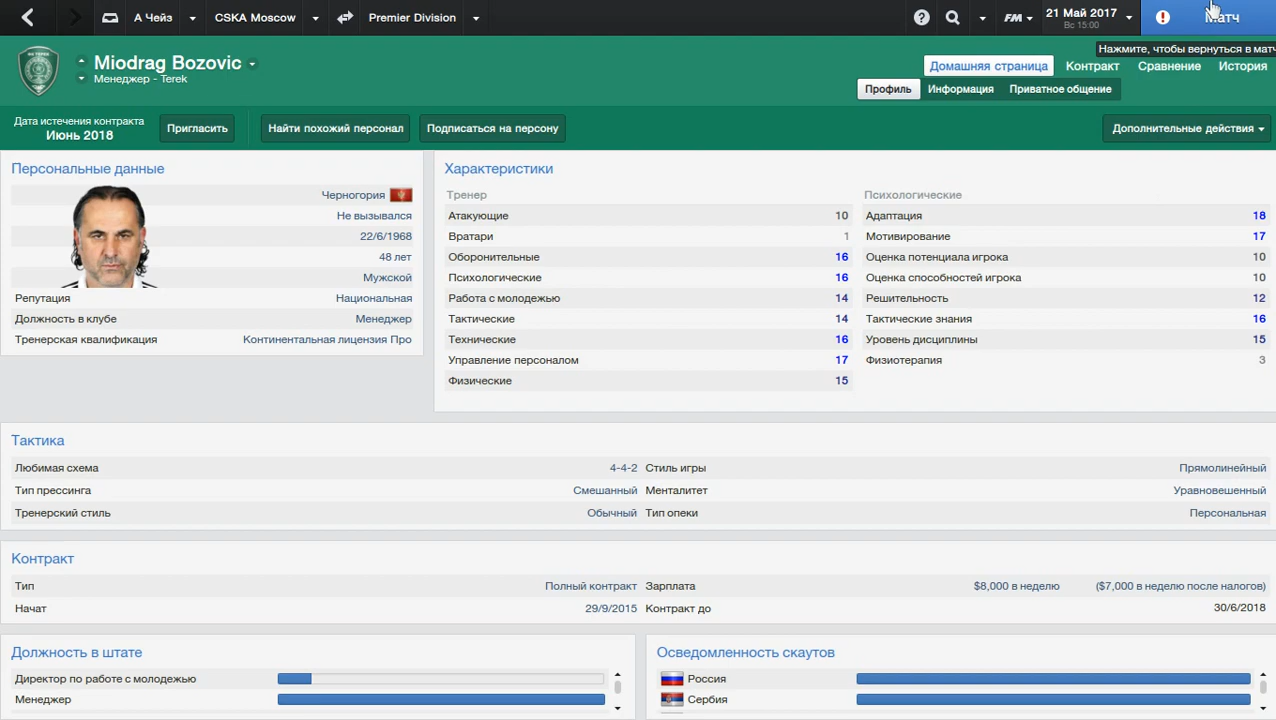 А Чейз CSKA Moscow Premier Division FM 21 Май 2017 Матч
Вс 15:00
Нажмите, чтобы вернуться в матч
Miodrag Bozovic
Менеджер - Terek
Домашняя страница Контракт Сравнение История
Профиль Информация Приватное общение
Дата истечения контракта
Июнь 2018
Пригласить Найти похожий персонал Подписаться на персону Дополнительные действия
Персональные данные
Черногория
Не вызывался
22/6/1968
48 лет
Мужской
Репутация Национальная
Должность в клубе Менеджер
Тренерская квалификация Континентальная лицензия Про
Характеристики
Тренер Психологические
Атакующие 10 Адаптация 18
Вратари 1 Мотивирование 17
Оборонительные 16 Оценка потенциала игрока 10
Психологические 16 Оценка способностей игрока 10
Работа с молодежью 14 Решительность 12
Тактические 14 Тактические знания 16
Технические 16 Уровень дисциплины 15
Управление персоналом 17 Физиотерапия 3
Физические 15
Тактика
Любимая схема 4-4-2 Стиль игры Прямолинейный
Тип прессинга Смешанный Менталитет Уравновешенный
Тренерский стиль Обычный Тип опеки Персональная
Контракт
Тип Полный контракт Зарплата $8,000 в неделю ($7,000 в неделю после налогов)
Начат 29/9/2015 Контракт до 30/6/2018
Должность в штате Осведомленность скаутов
Директор по работе с молодежью Россия
Менеджер Сербия